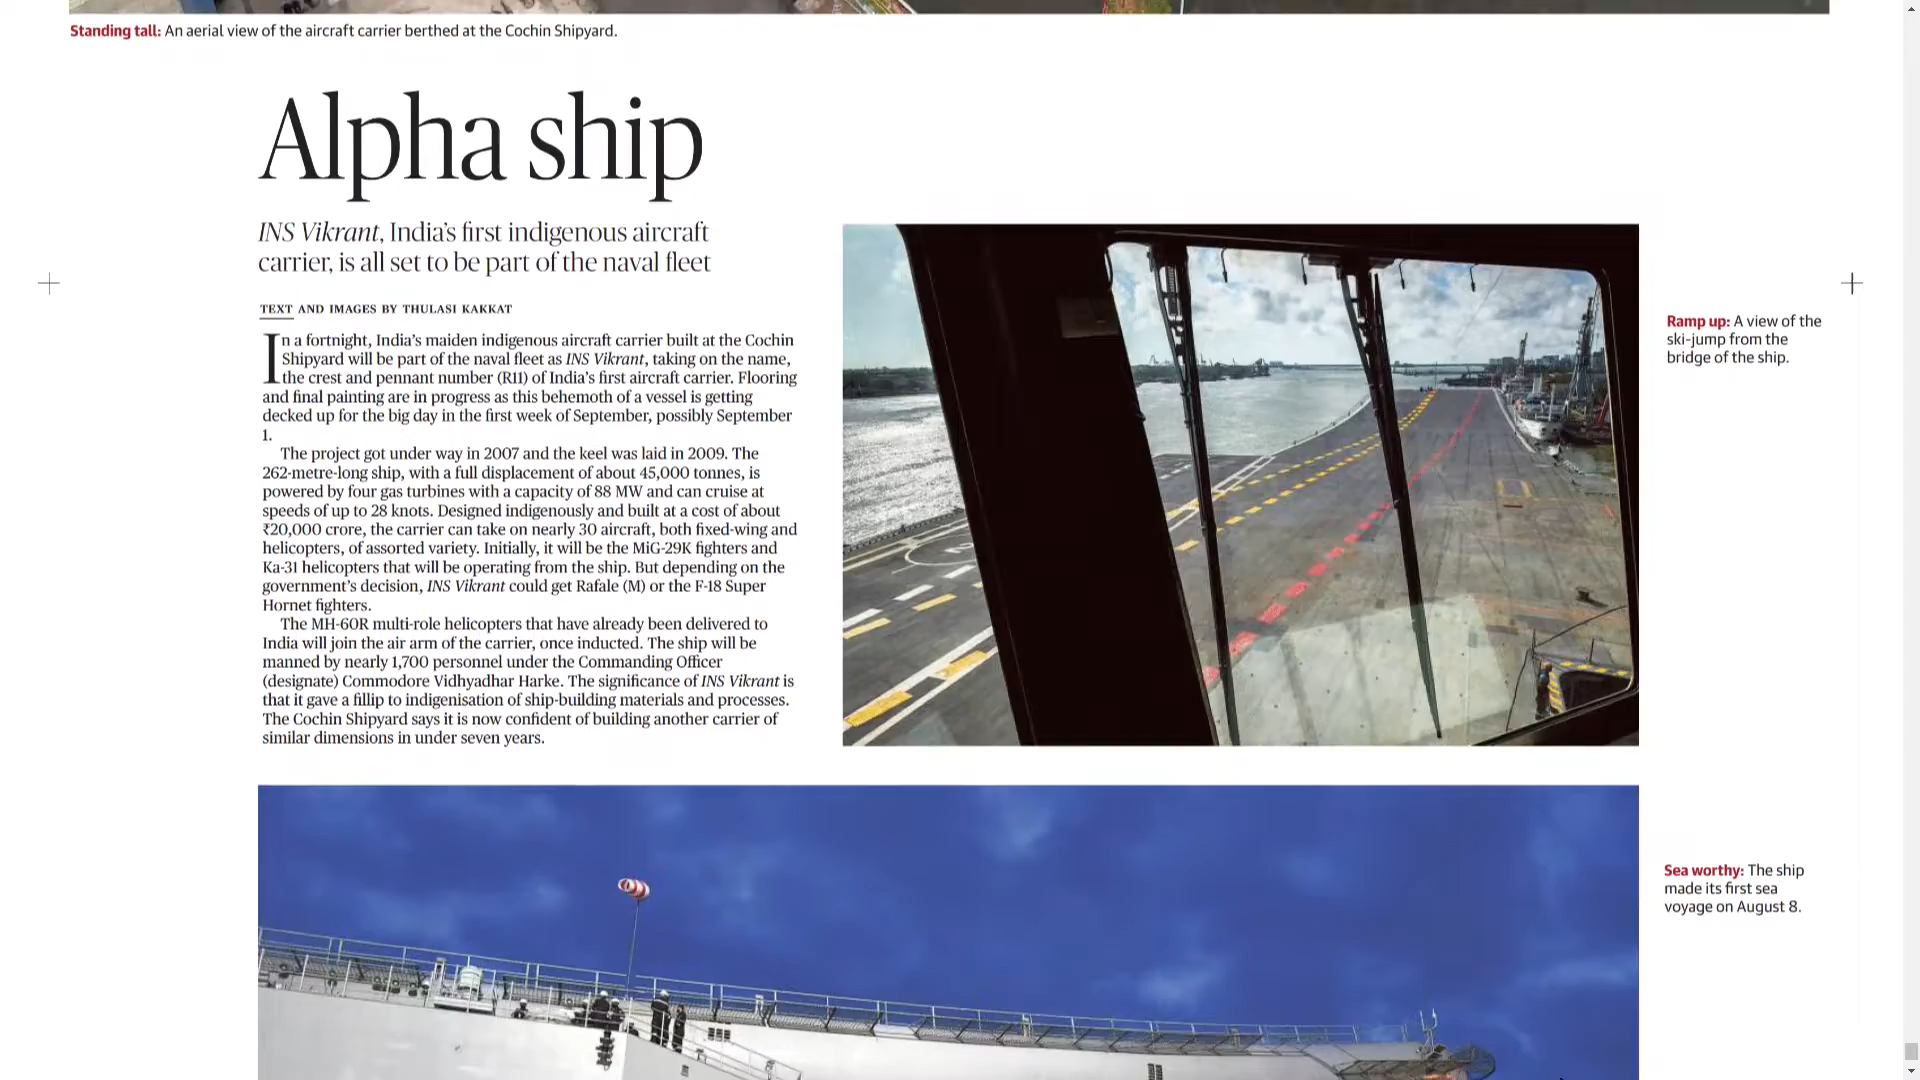 Standing tall: An aerial view of the aircraft carrier berthed at the Cochin Shipyard.
Alpha ship
INS Vikrant, India's first indigenous aircraft
carrier, is all set to be part of the naval fleet
TEXT AND IMAGES BY THULASI KAKKAT
In a fortnight, India's maiden indigenous aircraft carrier built at the Cochin
Shipyard will be part of the naval fleet as INS Vikrant, taking on the name,
the crest and pennant number (R11) of India's first aircraft carrier. Flooring
and final painting are in progress as this behemoth of a vessel is getting
decked up for the big day in the first week of September, possibly September
1.
The project got under way in 2007 and the keel was laid in 2009. The
262-metre-long ship, with a full displacement of about 45,000 tonnes, is
powered by four gas turbines with a capacity of 88 MW and can cruise at
speeds of up to 28 knots. Designed indigenously and built at a cost of about
₹20,000 crore, the carrier can take on nearly 30 aircraft, both fixed-wing and
helicopters, of assorted variety. Initially, it will be the MiG-29K fighters and
Ka-31 helicopters that will be operating from the ship. But depending on the
government's decision, INS Vikrant could get Rafale (M) or the F-18 Super
Hornet fighters.
The MH-60R multi-role helicopters that have already been delivered to
India will join the air arm of the carrier, once inducted. The ship will be
manned by nearly 1,700 personnel under the Commanding Officer
(designate) Commodore Vidhyadhar Harke. The significance of INS Vikrant is
that it gave a fillip to indigenisation of ship-building materials and processes.
The Cochin Shipyard says it is now confident of building another carrier of
similar dimensions in under seven years.
Ramp up: A view of the
ski-jump from the
bridge of the ship.
Sea worthy: The ship
made its first sea
voyage on August 8.